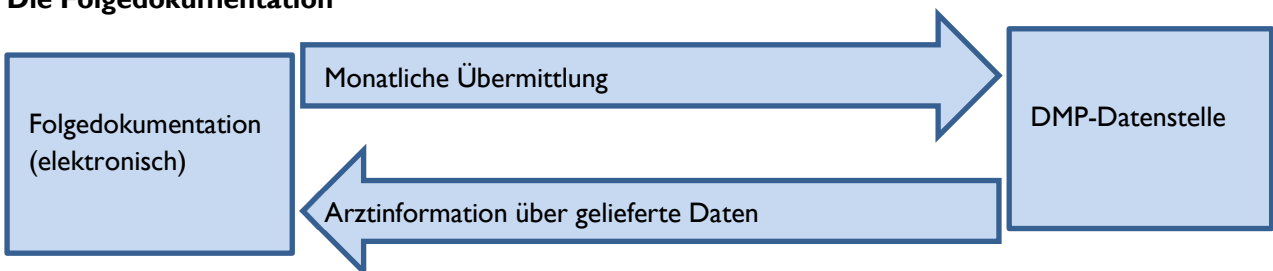 Die Folgedokumentation
Monatliche Übermittlung
Folgedokumentation
(elektronisch)
DMP-Datenstelle
Arztinformation über gelieferte Daten